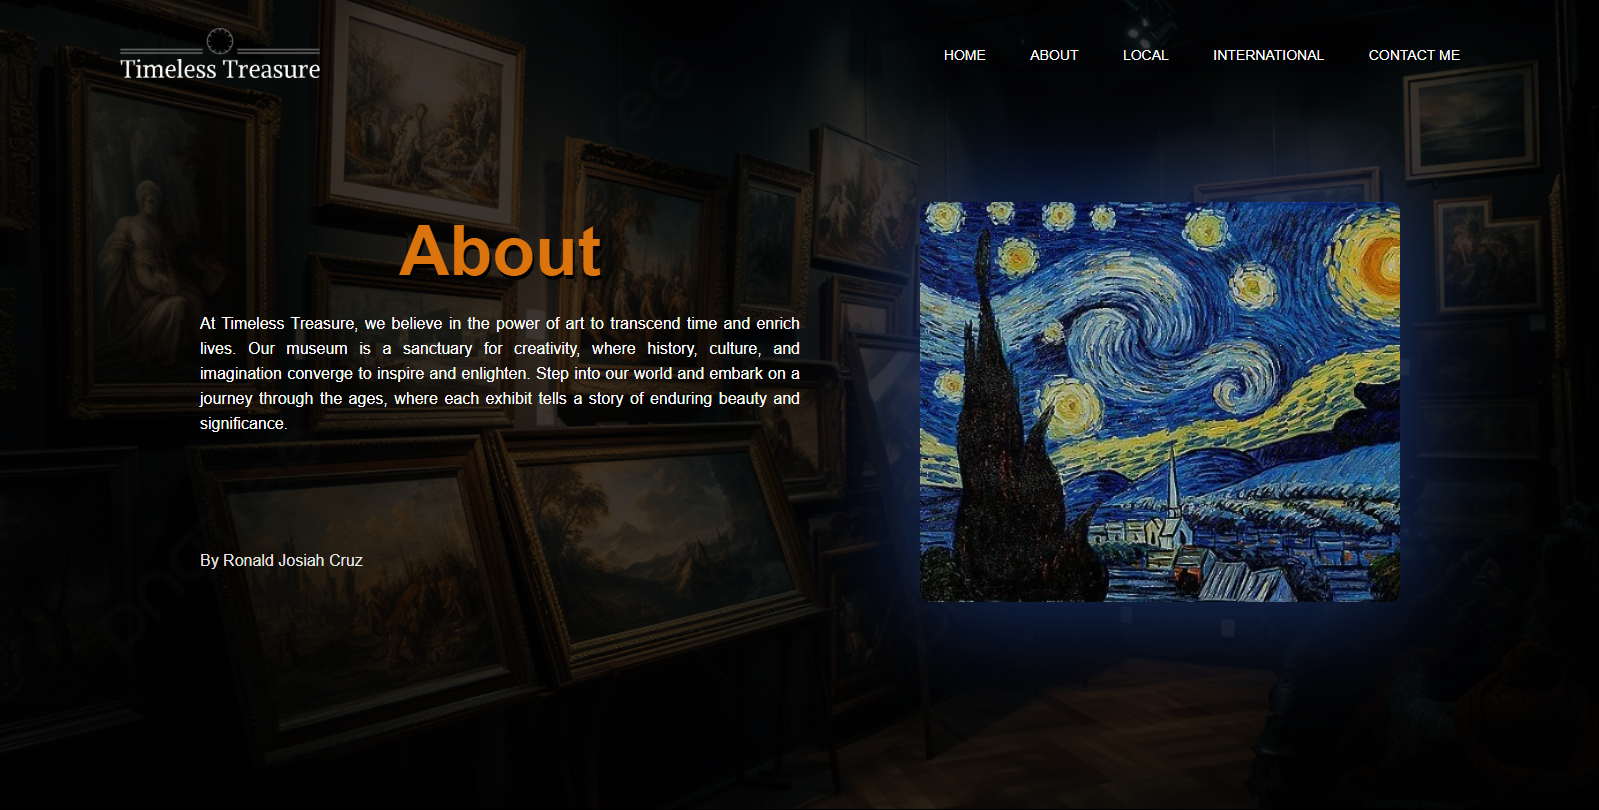 Timeless Treasure
HOME ABOUT LOCAL INTERNATIONAL CONTACT ME
About
At Timeless Treasure, we believe in the power of art to transcend time and enrich
lives. Our museum is a sanctuary for creativity, where history, culture, and
imagination converge to inspire and enlighten. Step into our world and embark on a
journey through the ages, where each exhibit tells a story of enduring beauty and
significance.
By Ronald Josiah Cruz